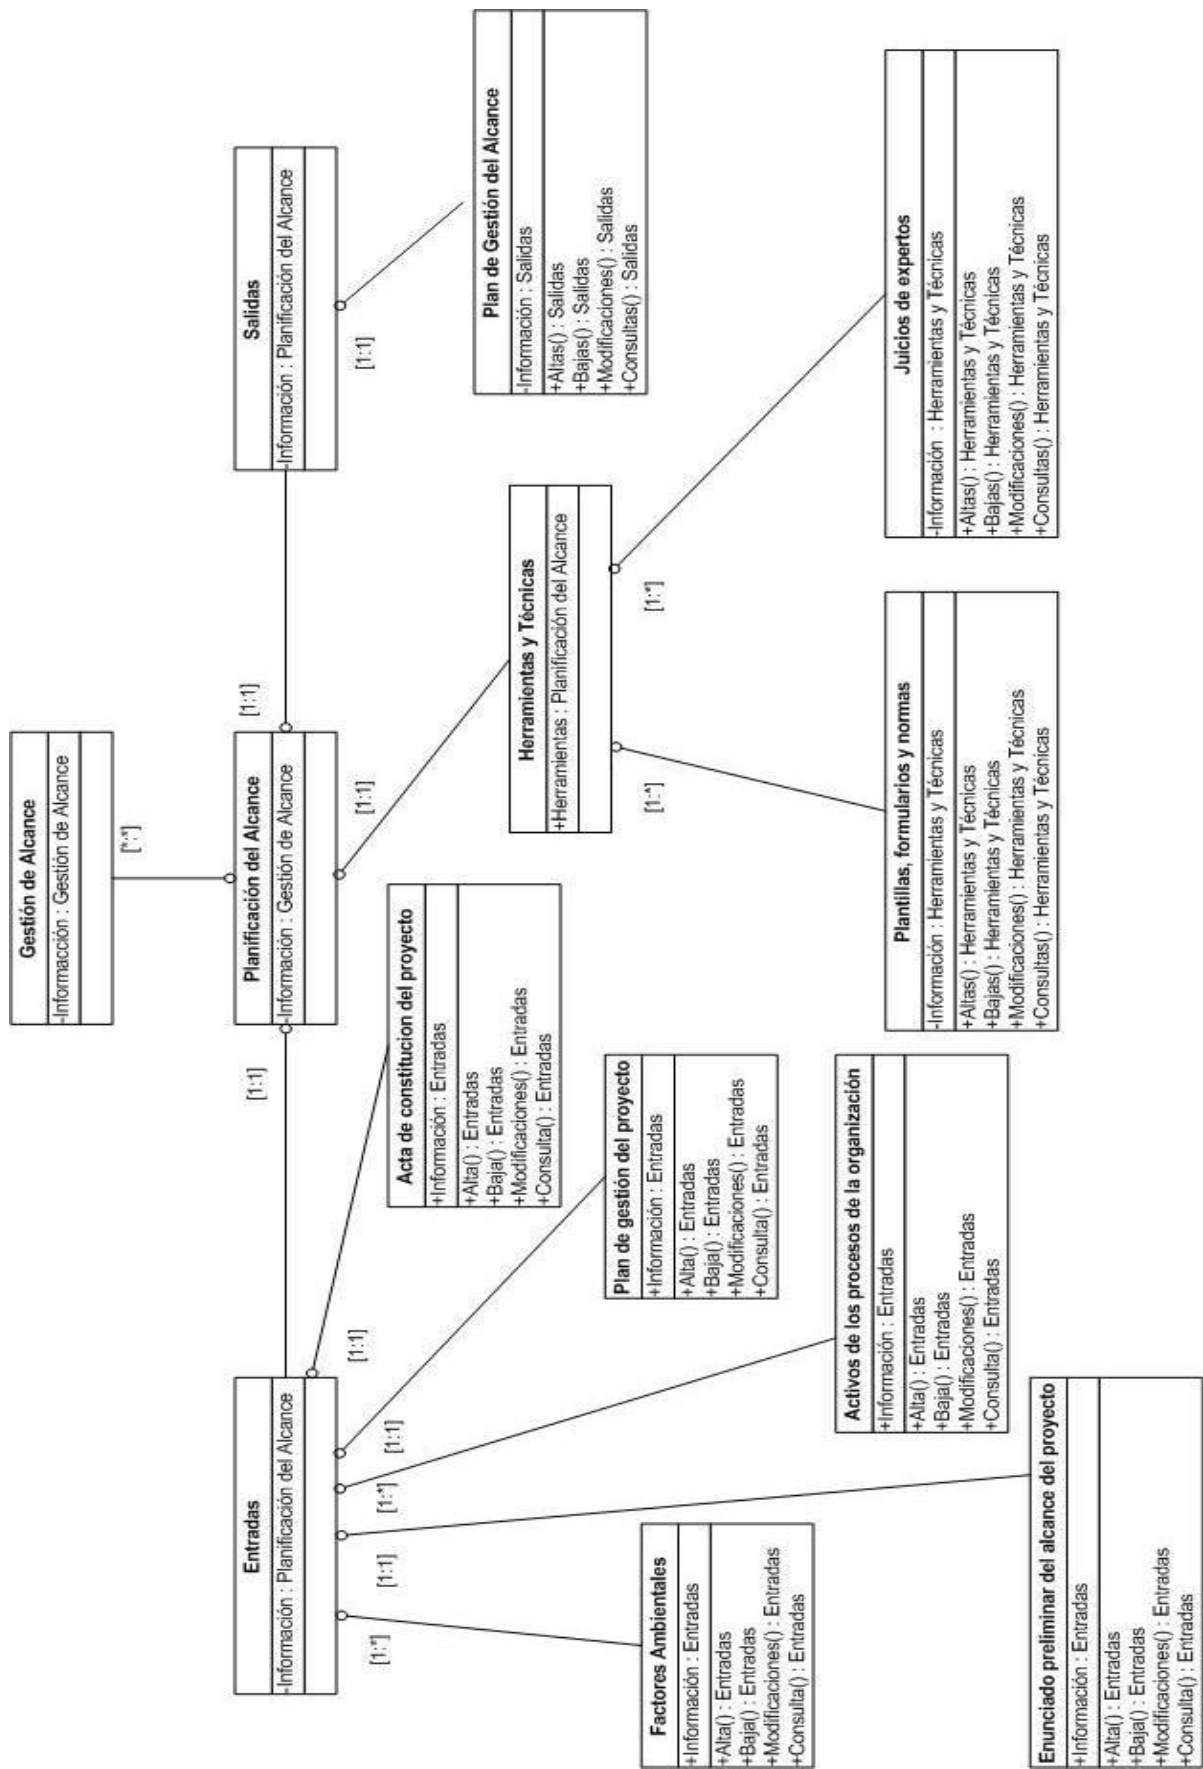 Gestión de Alcance
-Informacción : Gestión de Alcance
[*:*]
Planificación del Alcance
-Información : Gestión de Alcance
[1:1]
[1:1]
[1:1]
Entradas
-Información : Planificación del Alcance
Salidas
-Información : Planificación del Alcance
[1:1]
Plan de Gestión del Alcance
-Información : Salidas
+Altas() : Salidas
+Bajas() : Salidas
+Modificaciones() : Salidas
+Consultas() : Salidas
Herramientas y Técnicas
+Herramientas : Planificación del Alcance
[1:*]
[1:*]
Plantillas, formularios y normas
-Información : Herramientas y Técnicas
+Altas() : Herramientas y Técnicas
+Bajas() : Herramientas y Técnicas
+Modificaciones() : Herramientas y Técnicas
+Consultas() : Herramientas y Técnicas
Juicios de expertos
-Información : Herramientas y Técnicas
+Altas() : Herramientas y Técnicas
+Bajas() : Herramientas y Técnicas
+Modificaciones() : Herramientas y Técnicas
+Consultas() : Herramientas y Técnicas
[1:*]
[1:1]
[1:*]
[1:1]
[1:1]
Acta de constitucion del proyecto
+Información : Entradas
+Alta() : Entradas
+Baja() : Entradas
+Modificaciones() : Entradas
+Consulta() : Entradas
Plan de gestión del proyecto
+Información : Entradas
+Alta() : Entradas
+Baja() : Entradas
+Modificaciones() : Entradas
+Consulta() : Entradas
Factores Ambientales
+Información : Entradas
+Alta() : Entradas
+Baja() : Entradas
+Modificaciones() : Entradas
+Consulta() : Entradas
Activos de los procesos de la organización
+Información : Entradas
+Alta() : Entradas
+Baja() : Entradas
+Modificaciones() : Entradas
+Consulta() : Entradas
Enunciado preliminar del alcance del proyecto
+Información : Entradas
+Alta() : Entradas
+Baja() : Entradas
+Modificaciones() : Entradas
+Consulta() : Entradas